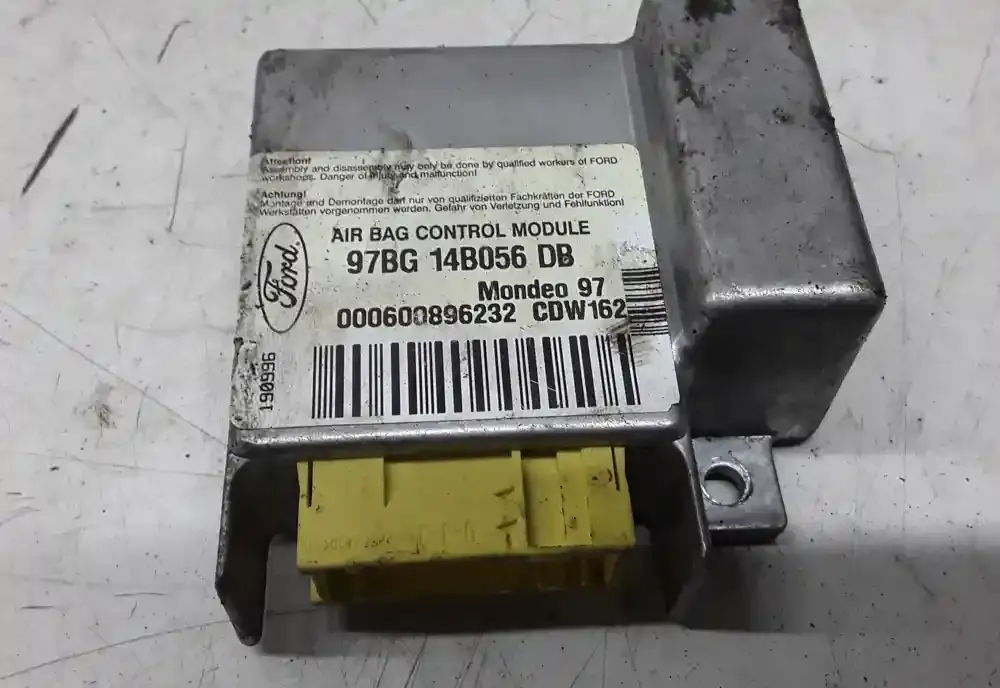 Attention!
Assembly and disassembly may only be done by qualified workers of FORD
workshops. Danger of injury and malfunction!
Achtung!
Montage und Demontage darf nur von qualifizierten Fachkräften der FORD
Werkstätten vorgenommen werden. Gefahr von Verletzung und Fehlfunktion!
AIR BAG CONTROL MODULE
97BG 14B056 DB
Ford
Mondeo 97
000600896232 CDW162
190996